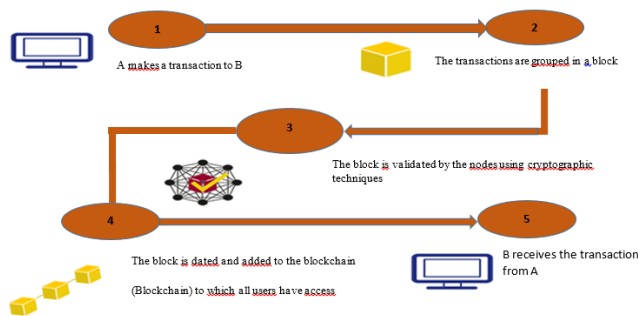 1
2
A makes a transaction to B
The transactions are grouped in a block
3
The block is validated by the nodes using cryptographic
techniques
4
5
The block is dated and added to the blockchain
(Blockchain) to which all users have access
B receives the transaction
from A